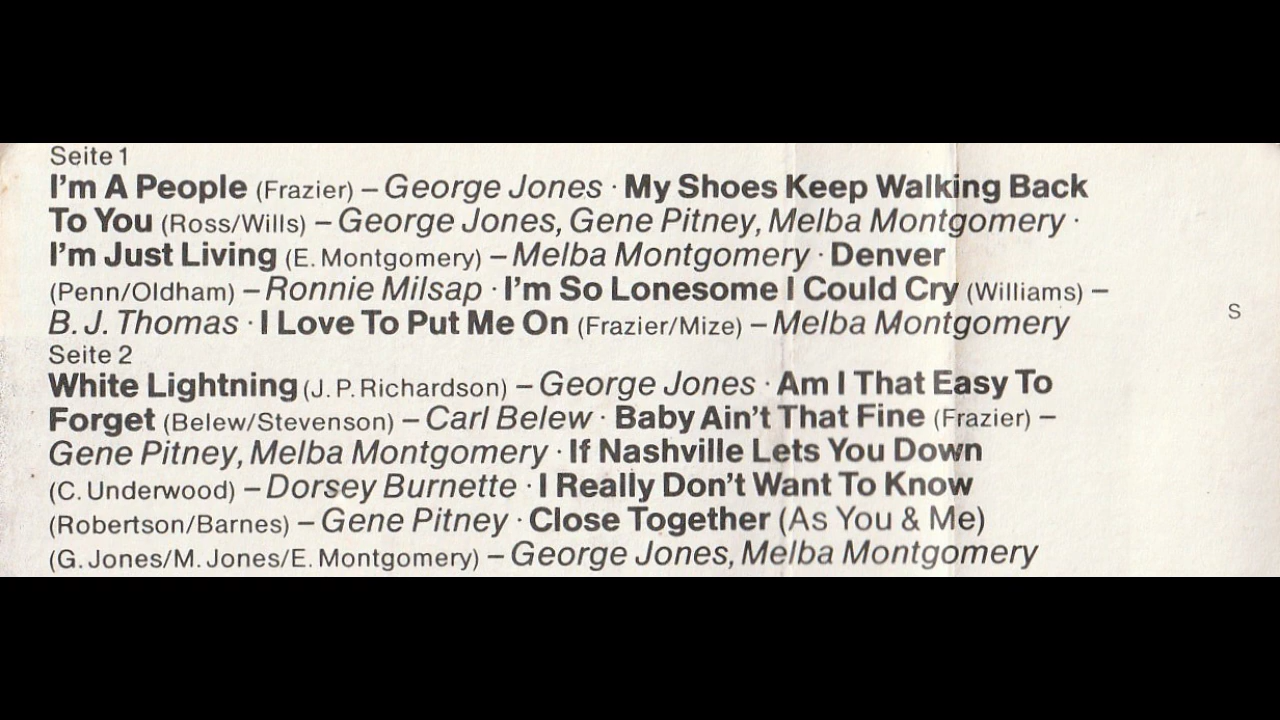 Seite 1
I'm A People (Frazier) – George Jones · My Shoes Keep Walking Back
To You (Ross/Wills) – George Jones, Gene Pitney, Melba Montgomery ·
I'm Just Living (E. Montgomery) – Melba Montgomery · Denver
(Penn/Oldham) – Ronnie Milsap · I'm So Lonesome I Could Cry (Williams) –
B. J. Thomas · I Love To Put Me On (Frazier/Mize) – Melba Montgomery
S
Seite 2
White Lightning (J. P. Richardson) – George Jones · Am I That Easy To
Forget (Belew/Stevenson) – Carl Belew · Baby Ain't That Fine (Frazier) –
Gene Pitney, Melba Montgomery · If Nashville Lets You Down
(C. Underwood) – Dorsey Burnette · I Really Don't Want To Know
(Robertson/Barnes) – Gene Pitney · Close Together (As You & Me)
(G. Jones/M. Jones/E. Montgomery) – George Jones, Melba Montgomery